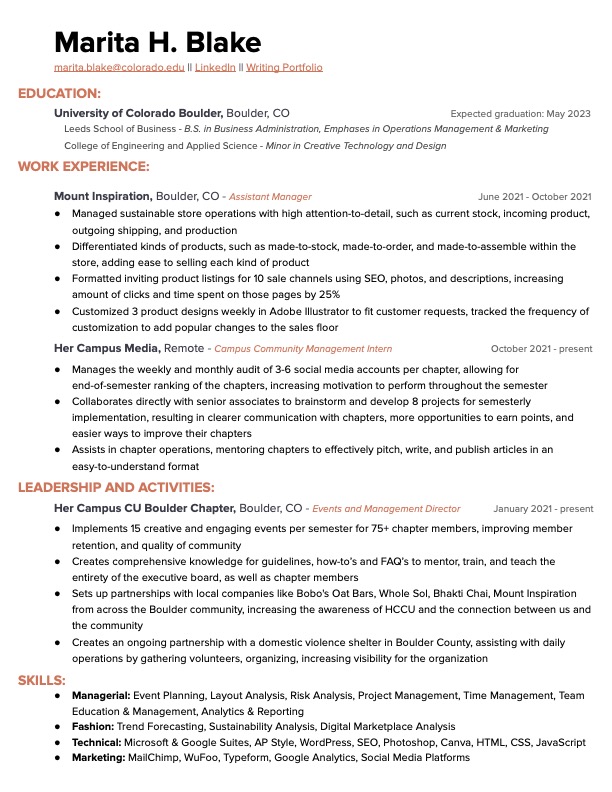 Marita H. Blake
marita.blake@colorado.edu || LinkedIn || Writing Portfolio
EDUCATION:
University of Colorado Boulder, Boulder, CO Expected graduation: May 2023
Leeds School of Business - B.S. in Business Administration, Emphases in Operations Management & Marketing
College of Engineering and Applied Science - Minor in Creative Technology and Design
WORK EXPERIENCE:
Mount Inspiration, Boulder, CO - Assistant Manager June 2021 - October 2021
● Managed sustainable store operations with high attention-to-detail, such as current stock, incoming product,
outgoing shipping, and production
● Differentiated kinds of products, such as made-to-stock, made-to-order, and made-to-assemble within the
store, adding ease to selling each kind of product
● Formatted inviting product listings for 10 sale channels using SEO, photos, and descriptions, increasing
amount of clicks and time spent on those pages by 25%
● Customized 3 product designs weekly in Adobe Illustrator to fit customer requests, tracked the frequency of
customization to add popular changes to the sales floor
Her Campus Media, Remote - Campus Community Management Intern October 2021 - present
● Manages the weekly and monthly audit of 3-6 social media accounts per chapter, allowing for
end-of-semester ranking of the chapters, increasing motivation to perform throughout the semester
● Collaborates directly with senior associates to brainstorm and develop 8 projects for semesterly
implementation, resulting in clearer communication with chapters, more opportunities to earn points, and
easier ways to improve their chapters
● Assists in chapter operations, mentoring chapters to effectively pitch, write, and publish articles in an
easy-to-understand format
LEADERSHIP AND ACTIVITIES:
Her Campus CU Boulder Chapter, Boulder, CO - Events and Management Director January 2021 - present
● Implements 15 creative and engaging events per semester for 75+ chapter members, improving member
retention, and quality of community
● Creates comprehensive knowledge for guidelines, how-to's and FAQ's to mentor, train, and teach the
entirety of the executive board, as well as chapter members
● Sets up partnerships with local companies like Bobo's Oat Bars, Whole Sol, Bhakti Chai, Mount Inspiration
from across the Boulder community, increasing the awareness of HCCU and the connection between us and
the community
● Creates an ongoing partnership with a domestic violence shelter in Boulder County, assisting with daily
operations by gathering volunteers, organizing, increasing visibility for the organization
SKILLS:
● Managerial: Event Planning, Layout Analysis, Risk Analysis, Project Management, Time Management, Team
Education & Management, Analytics & Reporting
● Fashion: Trend Forecasting, Sustainability Analysis, Digital Marketplace Analysis
● Technical: Microsoft & Google Suites, AP Style, WordPress, SEO, Photoshop, Canva, HTML, CSS, JavaScript
● Marketing: MailChimp, WuFoo, Typeform, Google Analytics, Social Media Platforms